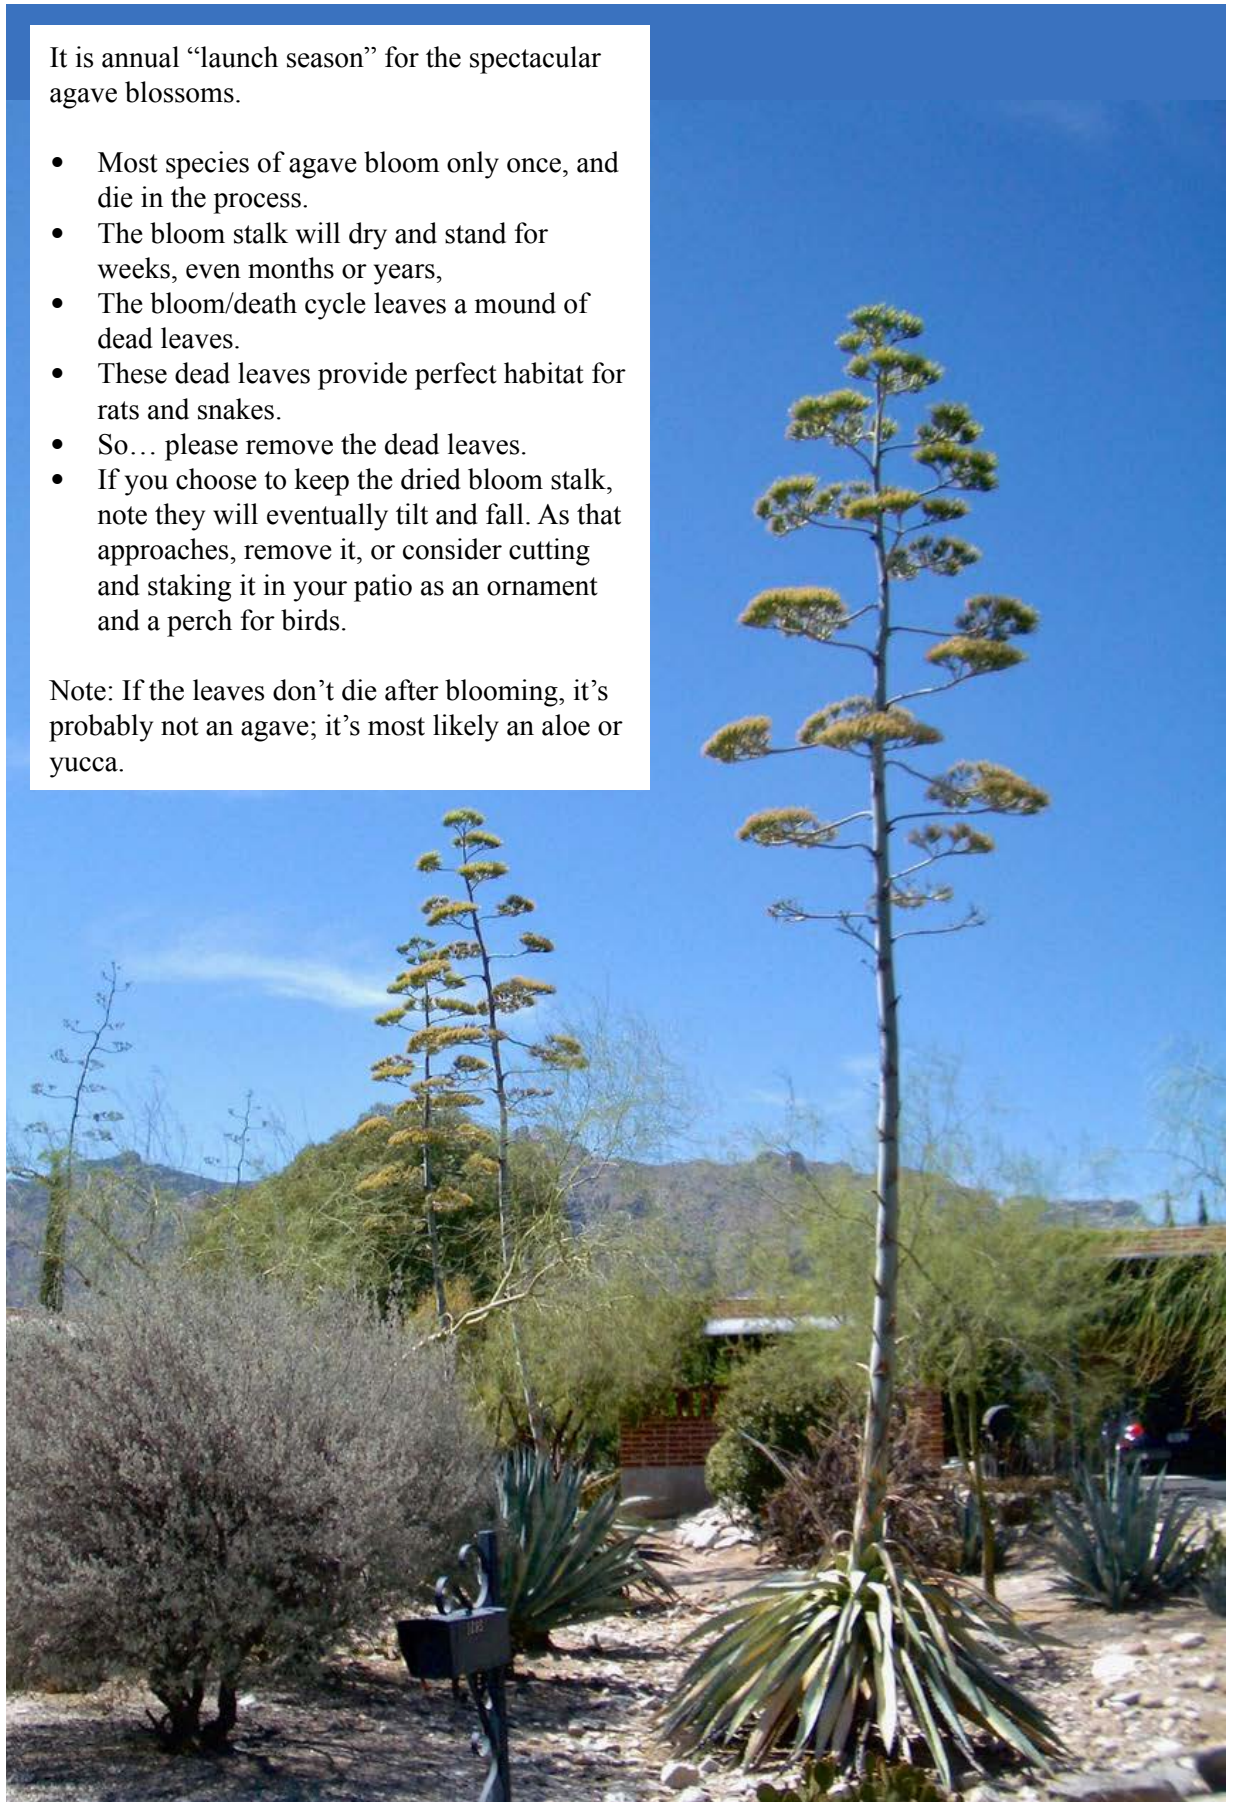 It is annual “launch season” for the spectacular
agave blossoms.
• Most species of agave bloom only once, and
die in the process.
• The bloom stalk will dry and stand for
weeks, even months or years,
• The bloom/death cycle leaves a mound of
dead leaves.
• These dead leaves provide perfect habitat for
rats and snakes.
• So… please remove the dead leaves.
• If you choose to keep the dried bloom stalk,
note they will eventually tilt and fall. As that
approaches, remove it, or consider cutting
and staking it in your patio as an ornament
and a perch for birds.
Note: If the leaves don’t die after blooming, it’s
probably not an agave; it’s most likely an aloe or
yucca.